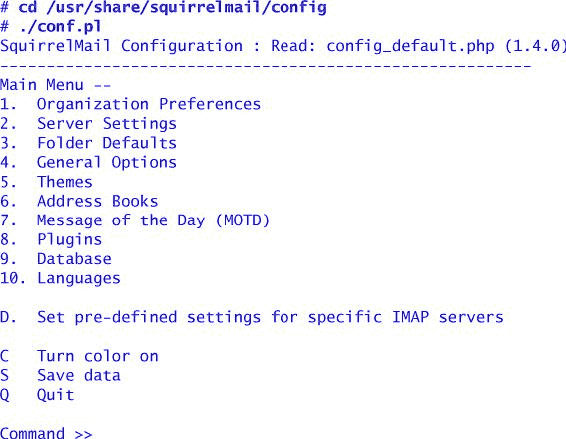 # cd /usr/share/squirrelmail/config
# ./conf.pl
SquirrelMail Configuration : Read: config_default.php (1.4.0)
---------------------------------------------------------
Main Menu --
1.  Organization Preferences
2.  Server Settings
3.  Folder Defaults
4.  General Options
5.  Themes
6.  Address Books
7.  Message of the Day (MOTD)
8.  Plugins
9.  Database
10. Languages
D.  Set pre-defined settings for specific IMAP servers
C   Turn color on
S   Save data
Q   Quit
Command >>